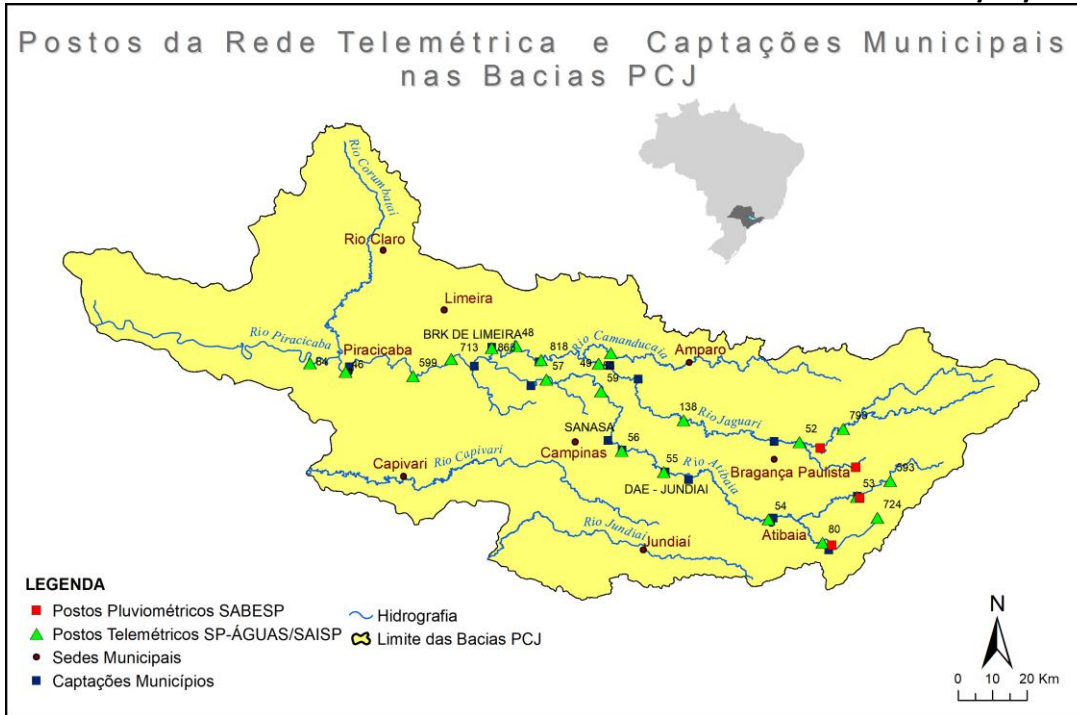 Postos da Rede Telemétrica e Captações Municipais
nas Bacias PCJ
Rio Corumbataí
Rio Claro
Limeira
BRK DE LIMEIRA
48
Rio Piracicaba
Piracicaba
713
868
818
Rio Camanducaia
Amparo
64
46
599
57
49
59
138
Rio Jaguari
52
SANASA
56
Campinas
Rio Capivari
Capivari
55
Rio Atibaia
Bragança Paulista
593
DAE - JUNDIAI
53
Rio Jundiaí
Jundiaí
54
Atibaia
724
80
LEGENDA
Postos Pluviométricos SABESP
Hidrografia
Postos Telemétricos SP-ÁGUAS/SAISP
Limite das Bacias PCJ
Sedes Municipais
Captações Municípios
N
0 10 20 Km